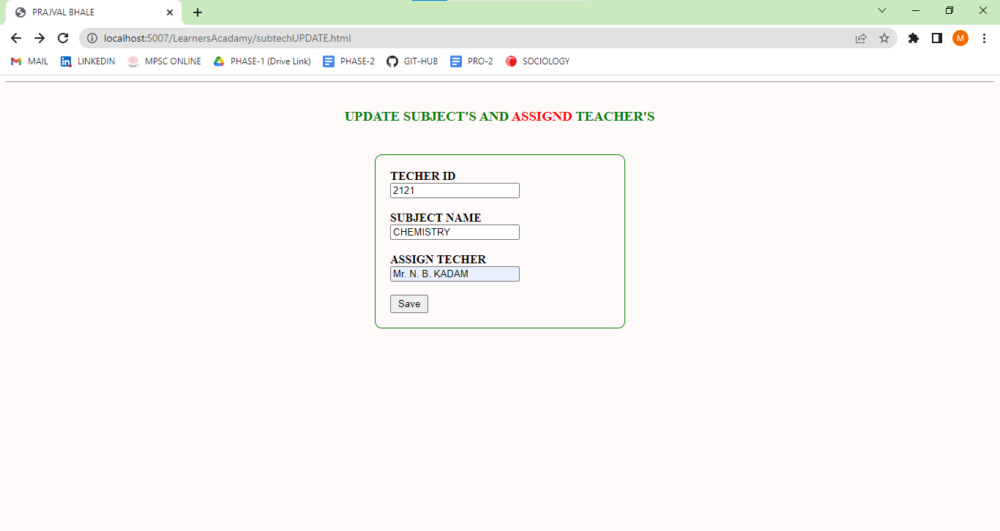 PRAJVAL BHALE
localhost:5007/LearnersAcadamy/subtechUPDATE.html
M
MAIL LINKEDIN MPSC ONLINE PHASE-1 (Drive Link) PHASE-2 GIT-HUB PRO-2 SOCIOLOGY
UPDATE SUBJECT'S AND ASSIGND TEACHER'S
TECHER ID
2121
SUBJECT NAME
CHEMISTRY
ASSIGN TECHER
Mr. N. B. KADAM
Save